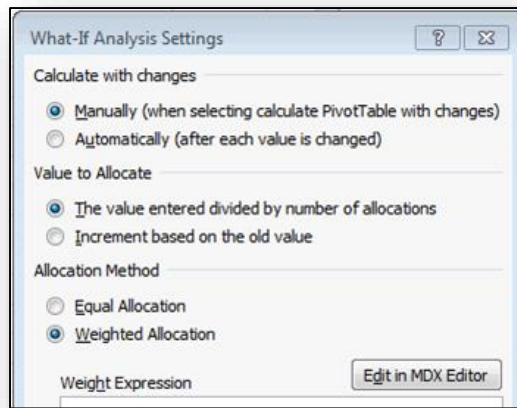 What-If Analysis Settings
Calculate with changes
Manually (when selecting calculate PivotTable with changes)
Automatically (after each value is changed)
Value to Allocate
The value entered divided by number of allocations
Increment based on the old value
Allocation Method
Equal Allocation
Weighted Allocation
Weight Expression Edit in MDX Editor